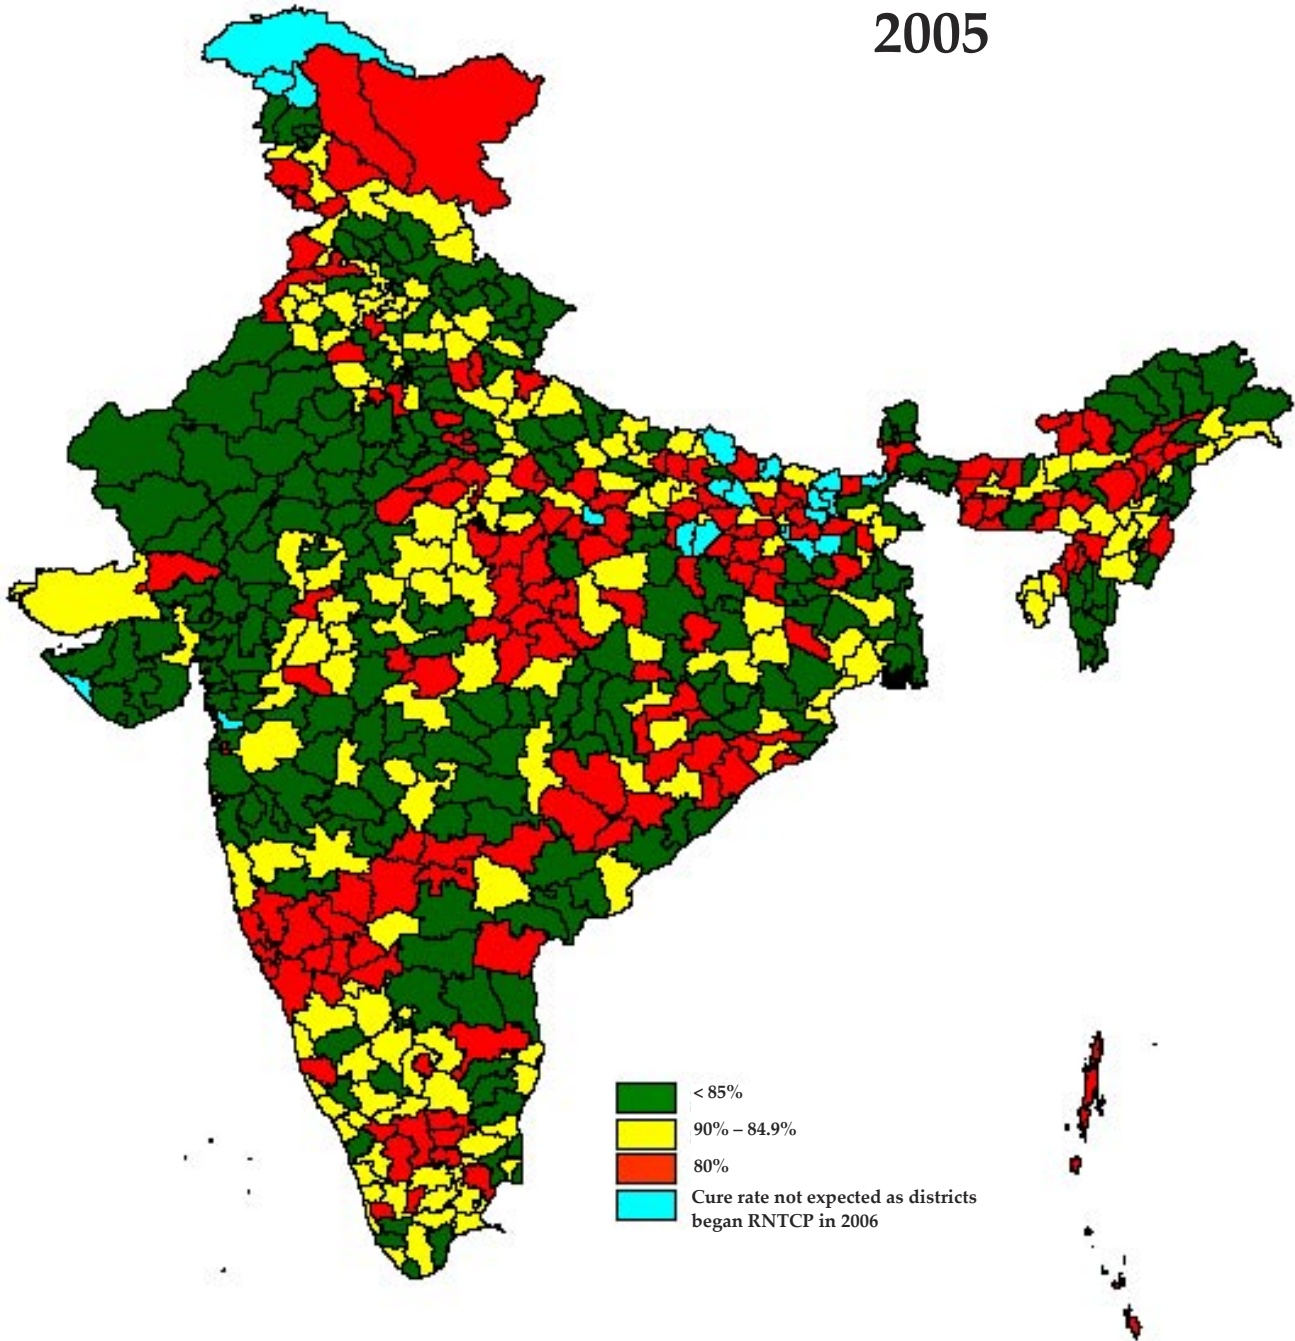 2005
< 85%
90% – 84.9%
80%
Cure rate not expected as districts
began RNTCP in 2006